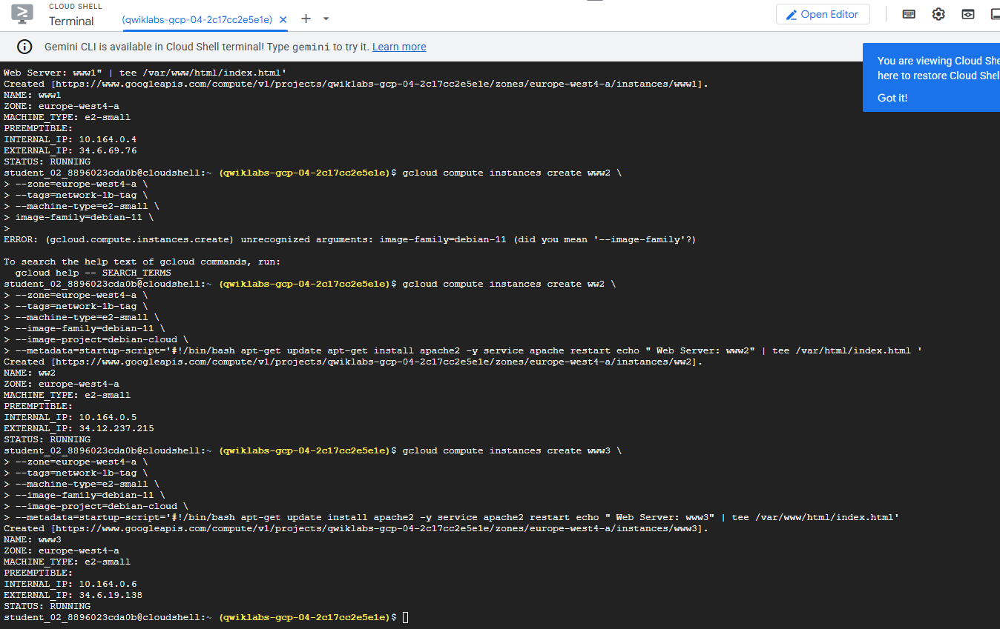 CLOUD SHELL
Terminal
(qwiklabs-gcp-04-2c17cc2e5e1e)
Open Editor
Gemini CLI is available in Cloud Shell terminal! Type gemini to try it. Learn more
You are viewing Cloud She
here to restore Cloud Shel
Got it!
Web Server: www1" | tee /var/www/html/index.html'
Created [https://www.googleapis.com/compute/v1/projects/qwiklabs-gcp-04-2c17cc2e5e1e/zones/europe-west4-a/instances/www1].
NAME: www1
ZONE: europe-west4-a
MACHINE_TYPE: e2-small
PREEMPTIBLE:
INTERNAL_IP: 10.164.0.4
EXTERNAL_IP: 34.6.69.76
STATUS: RUNNING
student_02_8896023cda0b@cloudshell:~ (qwiklabs-gcp-04-2c17cc2e5e1e)$ gcloud compute instances create www2 \
> --zone=europe-west4-a \
> --tags=network-1b-tag \
> --machine-type=e2-small \
> image-family=debian-11 \
>
ERROR: (gcloud.compute.instances.create) unrecognized arguments: image-family=debian-11 (did you mean '--image-family'?)
To search the help text of gcloud commands, run:
  gcloud help -- SEARCH_TERMS
student_02_8896023cda0b@cloudshell:~ (qwiklabs-gcp-04-2c17cc2e5e1e)$ gcloud compute instances create ww2 \
> --zone=europe-west4-a \
> --tags=network-1b-tag \
> --machine-type=e2-small \
> --image-family=debian-11 \
> --image-project=debian-cloud \
> --metadata=startup-script='#!/bin/bash apt-get update apt-get install apache2 -y service apache restart echo " Web Server: www2" | tee /var/html/index.html '
Created [https://www.googleapis.com/compute/v1/projects/qwiklabs-gcp-04-2c17cc2e5e1e/zones/europe-west4-a/instances/ww2].
NAME: ww2
ZONE: europe-west4-a
MACHINE_TYPE: e2-small
PREEMPTIBLE:
INTERNAL_IP: 10.164.0.5
EXTERNAL_IP: 34.12.237.215
STATUS: RUNNING
student_02_8896023cda0b@cloudshell:~ (qwiklabs-gcp-04-2c17cc2e5e1e)$ gcloud compute instances create www3 \
> --zone=europe-west4-a \
> --tags=network-1b-tag \
> --machine-type=e2-small \
> --image-family=debian-11 \
> --image-project=debian-cloud \
> --metadata=startup-script='#!/bin/bash apt-get update install apache2 -y service apache2 restart echo " Web Server: www3" | tee /var/www/html/index.html'
Created [https://www.googleapis.com/compute/v1/projects/qwiklabs-gcp-04-2c17cc2e5e1e/zones/europe-west4-a/instances/www3].
NAME: www3
ZONE: europe-west4-a
MACHINE_TYPE: e2-small
PREEMPTIBLE:
INTERNAL_IP: 10.164.0.6
EXTERNAL_IP: 34.6.19.138
STATUS: RUNNING
student_02_8896023cda0b@cloudshell:~ (qwiklabs-gcp-04-2c17cc2e5e1e)$